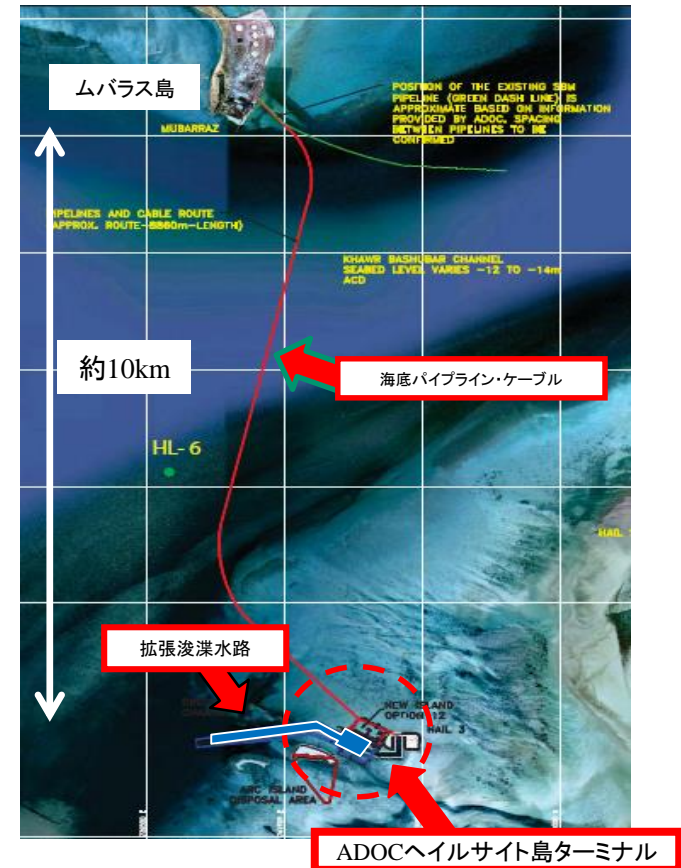 ムバラス島
MUBARRAZ
POSITION OF THE EXISTING SBM
PIPELINE (GREEN DASH LINE) IS
APPROXIMATE BASED ON INFORMATION
PROVIDED BY ADOC. SPACING
BETWEEN PIPELINES TO BE
CONFIRMED
PIPELINES AND CABLE ROUTE
(APPROX. ROUTE-8860m-LENGTH)
KHAWR BASHUBAR CHANNEL
SEABED LEVEL VARIES -12 TO -14m
ACD
約10km
海底パイプライン・ケーブル
HL-6
HAIL
拡張浚渫水路
NEW ISLAND
OPTION 12
HAIL 3
ARC ISLAND
DISPOSAL AREA
ADOCヘイルサイト島ターミナル